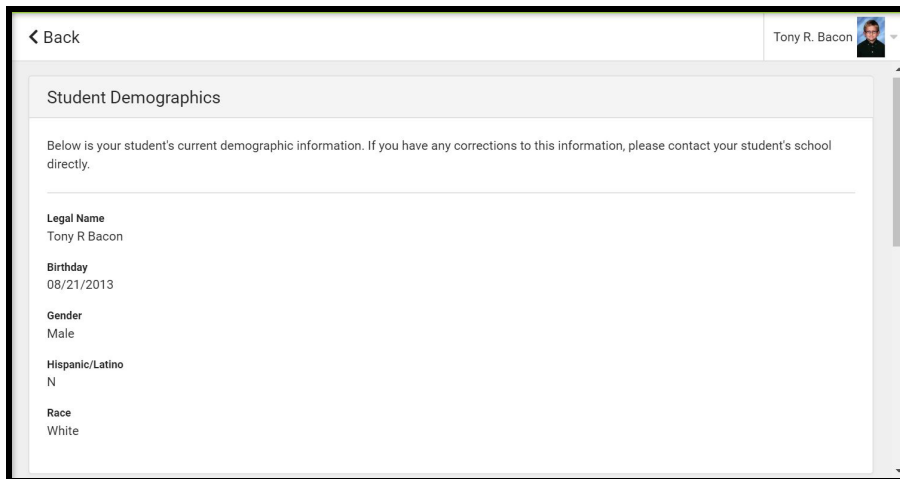 Back
Tony R. Bacon
Student Demographics
Below is your student's current demographic information. If you have any corrections to this information, please contact your student's school
directly.
Legal Name
Tony R Bacon
Birthday
08/21/2013
Gender
Male
Hispanic/Latino
N
Race
White